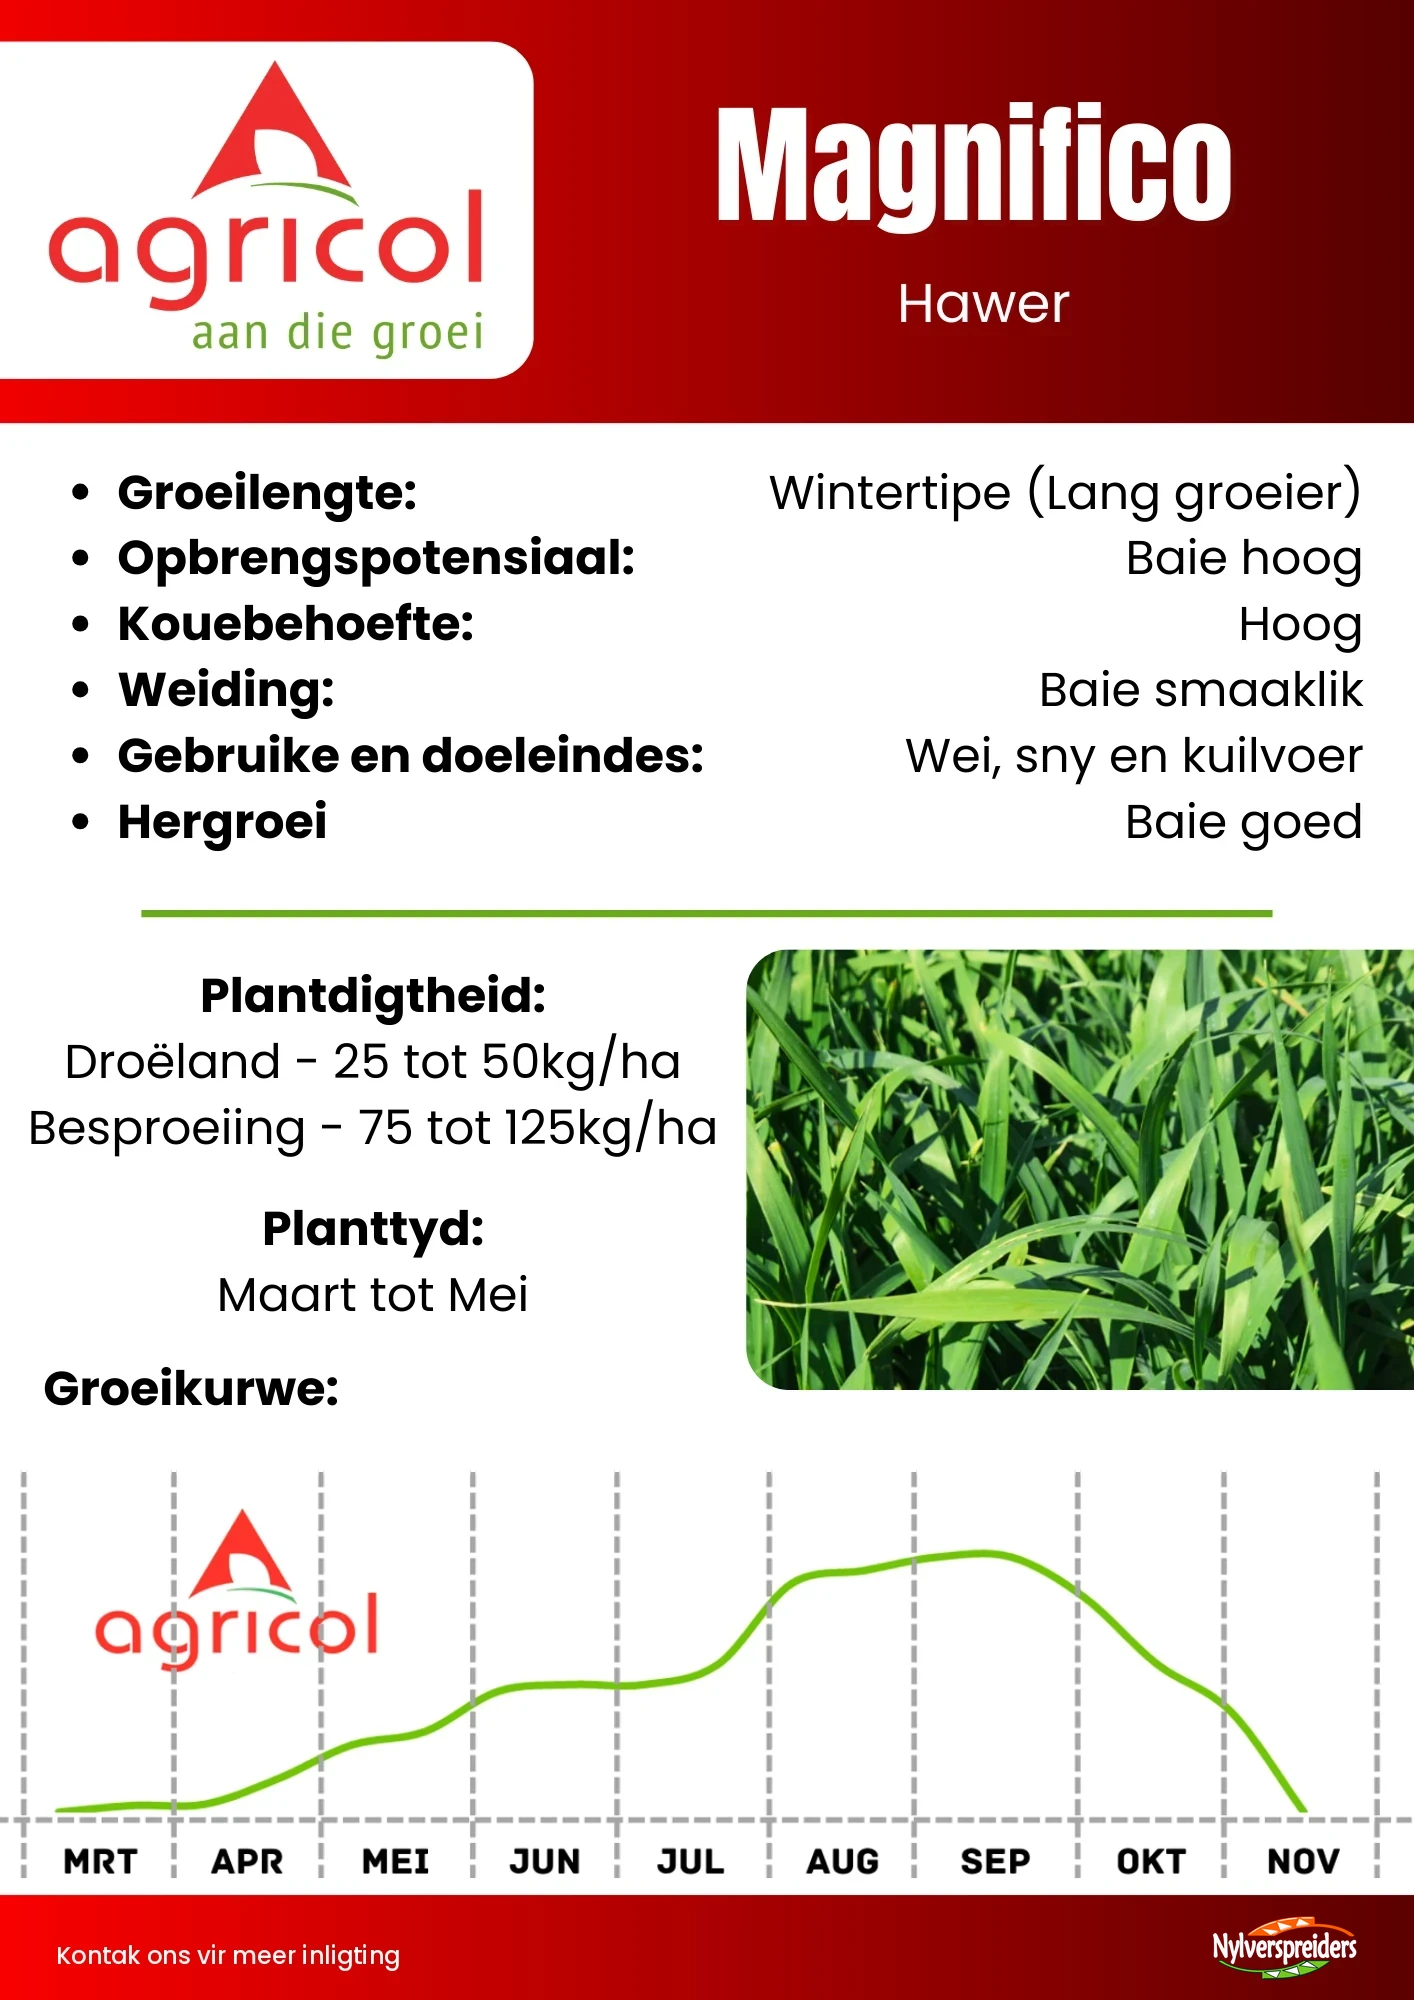 agricol
aan die groei
Magnifico
Hawer
• Groeilengte: Wintertipe (Lang groeier)
• Opbrengspotensiaal: Baie hoog
• Kouebehoefte: Hoog
• Weiding: Baie smaaklik
• Gebruike en doeleindes: Wei, sny en kuilvoer
• Hergroei Baie goed
Plantdigtheid:
Droëland - 25 tot 50kg/ha
Besproeiing - 75 tot 125kg/ha
Planttyd:
Maart tot Mei
Groeikurwe:
agricol
MRT APR MEI JUN JUL AUG SEP OKT NOV
Kontak ons vir meer inligting
Nylverspreiders